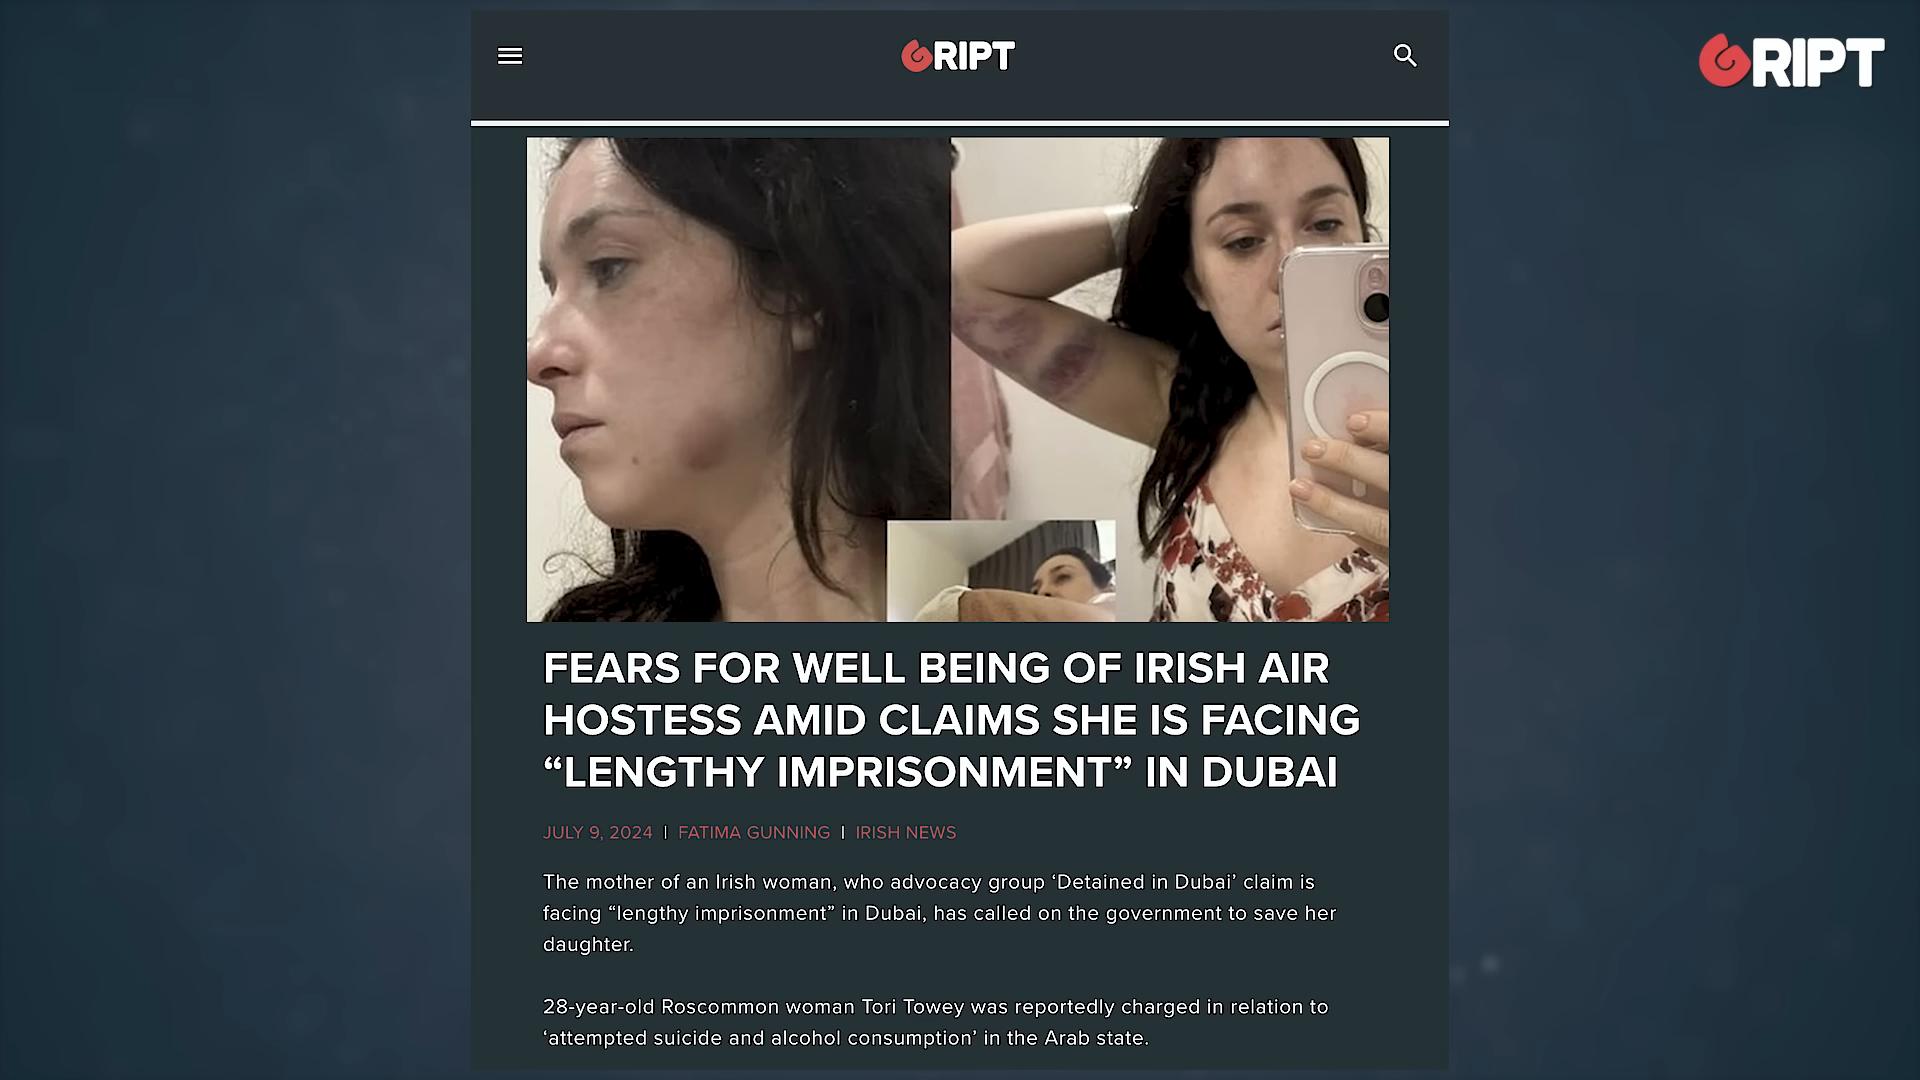 GRIPT
GRIPT
FEARS FOR WELL BEING OF IRISH AIR
HOSTESS AMID CLAIMS SHE IS FACING
“LENGTHY IMPRISONMENT” IN DUBAI
JULY 9, 2024 | FATIMA GUNNING | IRISH NEWS
The mother of an Irish woman, who advocacy group ‘Detained in Dubai’ claim is
facing “lengthy imprisonment” in Dubai, has called on the government to save her
daughter.
28-year-old Roscommon woman Tori Towey was reportedly charged in relation to
‘attempted suicide and alcohol consumption’ in the Arab state.